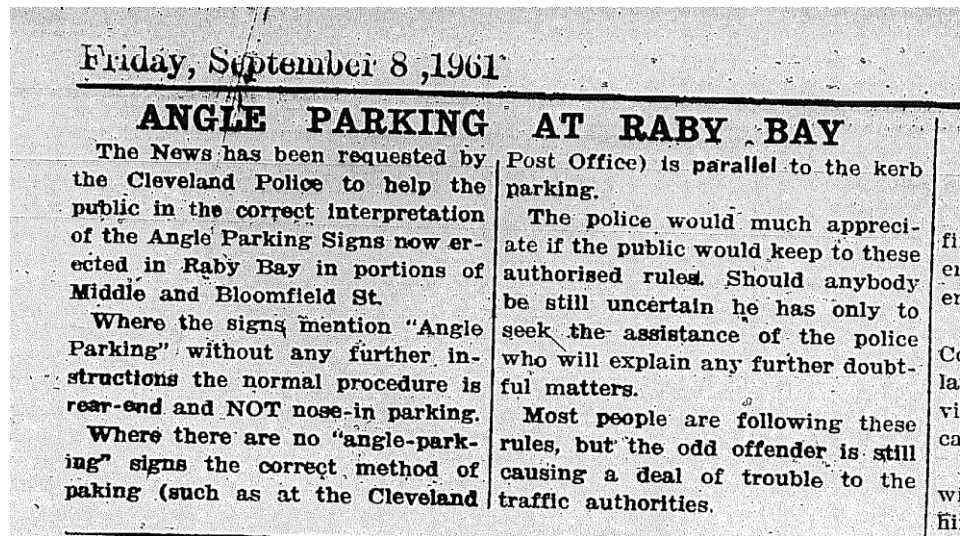 Friday, September 8 ,1961
ANGLE PARKING AT RABY BAY
The News has been requested by
the Cleveland Police to help the
public in the correct interpretation
of the Angle Parking Signs now er-
ected in Raby Bay in portions of
Middle and Bloomfield St.
Where the signs mention "Angle
Parking" without any further in-
structions the normal procedure is
rear-end and NOT nose-in parking.
Where there are no "angle-park-
ing" signs the correct method of
paking (such as at the Cleveland
Post Office) is parallel to the kerb
parking.
The police would much appreci-
ate if the public would keep to these
authorised rules. Should anybody
be still uncertain he has only to
seek the assistance of the police
who will explain any further doubt-
ful matters.
Most people are following these
rules, but the odd offender is still
causing a deal of trouble to the
traffic authorities.